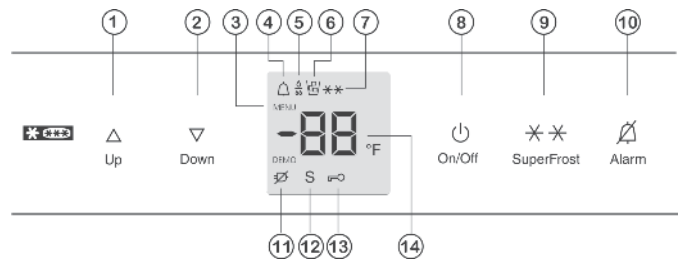 1 2 3 4 5 6 7 8 9 10
MENU
-88 °F
DEMO
S
Up Down On/Off SuperFrost Alarm
11 12 13 14